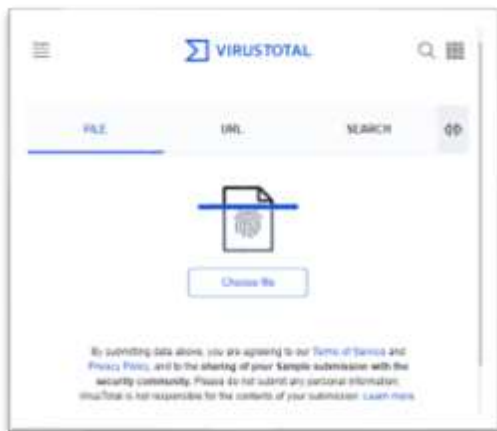 VIRUSTOTAL
FILE
URL
SEARCH
Choose file
By submitting data above, you are agreeing to our Terms of Service and
Privacy Policy, and to the sharing of your Sample submission with the
security community. Please do not submit any personal information;
VirusTotal is not responsible for the contents of your submission. Learn more.